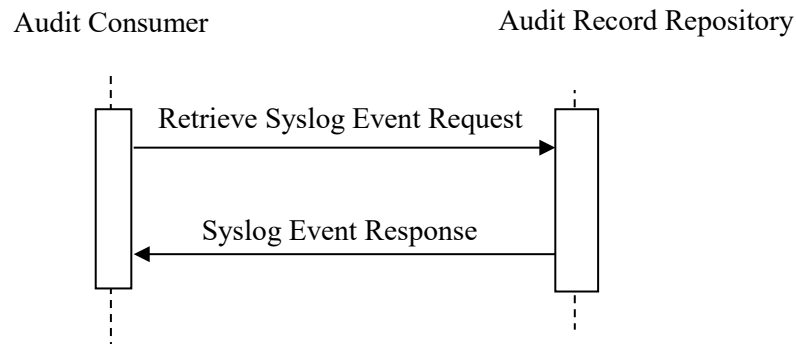 Audit Consumer
Audit Record Repository
Retrieve Syslog Event Request
Syslog Event Response